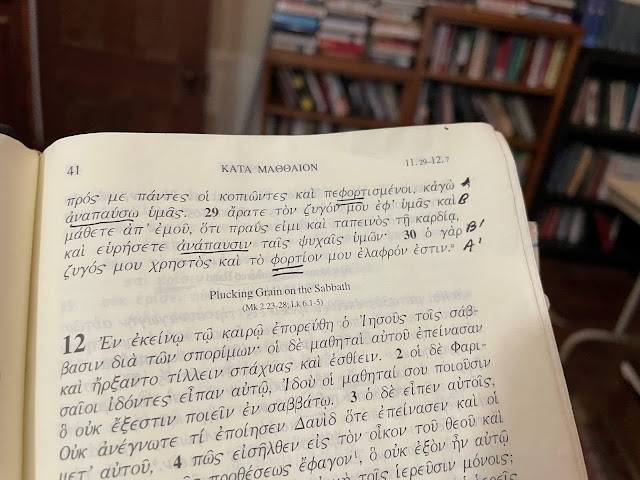 41 ΚΑΤΑ ΜΑΘΘΑΙΟΝ 11.29–12.7
πρός με πάντες οἱ κοπιῶντες καὶ πεφορτισμένοι, κἀγὼ A
ἀναπαύσω ὑμᾶς. 29 ἄρατε τὸν ζυγόν μου ἐφ' ὑμᾶς καὶ B
μάθετε ἀπ' ἐμοῦ, ὅτι πραΰς εἰμι καὶ ταπεινὸς τῇ καρδίᾳ,
καὶ εὑρήσετε ἀνάπαυσιν ταῖς ψυχαῖς ὑμῶν· 30 ὁ γὰρ B'
ζυγός μου χρηστὸς καὶ τὸ φορτίον μου ἐλαφρόν ἐστιν. A'
Plucking Grain on the Sabbath
(Mk 2.23-28; Lk 6.1-5)
12 Ἐν ἐκείνῳ τῷ καιρῷ ἐπορεύθη ὁ Ἰησοῦς τοῖς σάβ-
βασιν διὰ τῶν σπορίμων· οἱ δὲ μαθηταὶ αὐτοῦ ἐπείνασαν
καὶ ἤρξαντο τίλλειν στάχυας καὶ ἐσθίειν. 2 οἱ δὲ Φαρι-
σαῖοι ἰδόντες εἶπαν αὐτῷ, Ἰδοὺ οἱ μαθηταί σου ποιοῦσιν
ὃ οὐκ ἔξεστιν ποιεῖν ἐν σαββάτῳ. 3 ὁ δὲ εἶπεν αὐτοῖς,
Οὐκ ἀνέγνωτε τί ἐποίησεν Δαυὶδ ὅτε ἐπείνασεν καὶ οἱ
μετ' αὐτοῦ, 4 πῶς εἰσῆλθεν εἰς τὸν οἶκον τοῦ θεοῦ καὶ
προθέσεως ἔφαγον¹, ὃ οὐκ ἐξὸν ἦν αὐτῷ
τοῖς ἱερεῦσιν μόνοις;